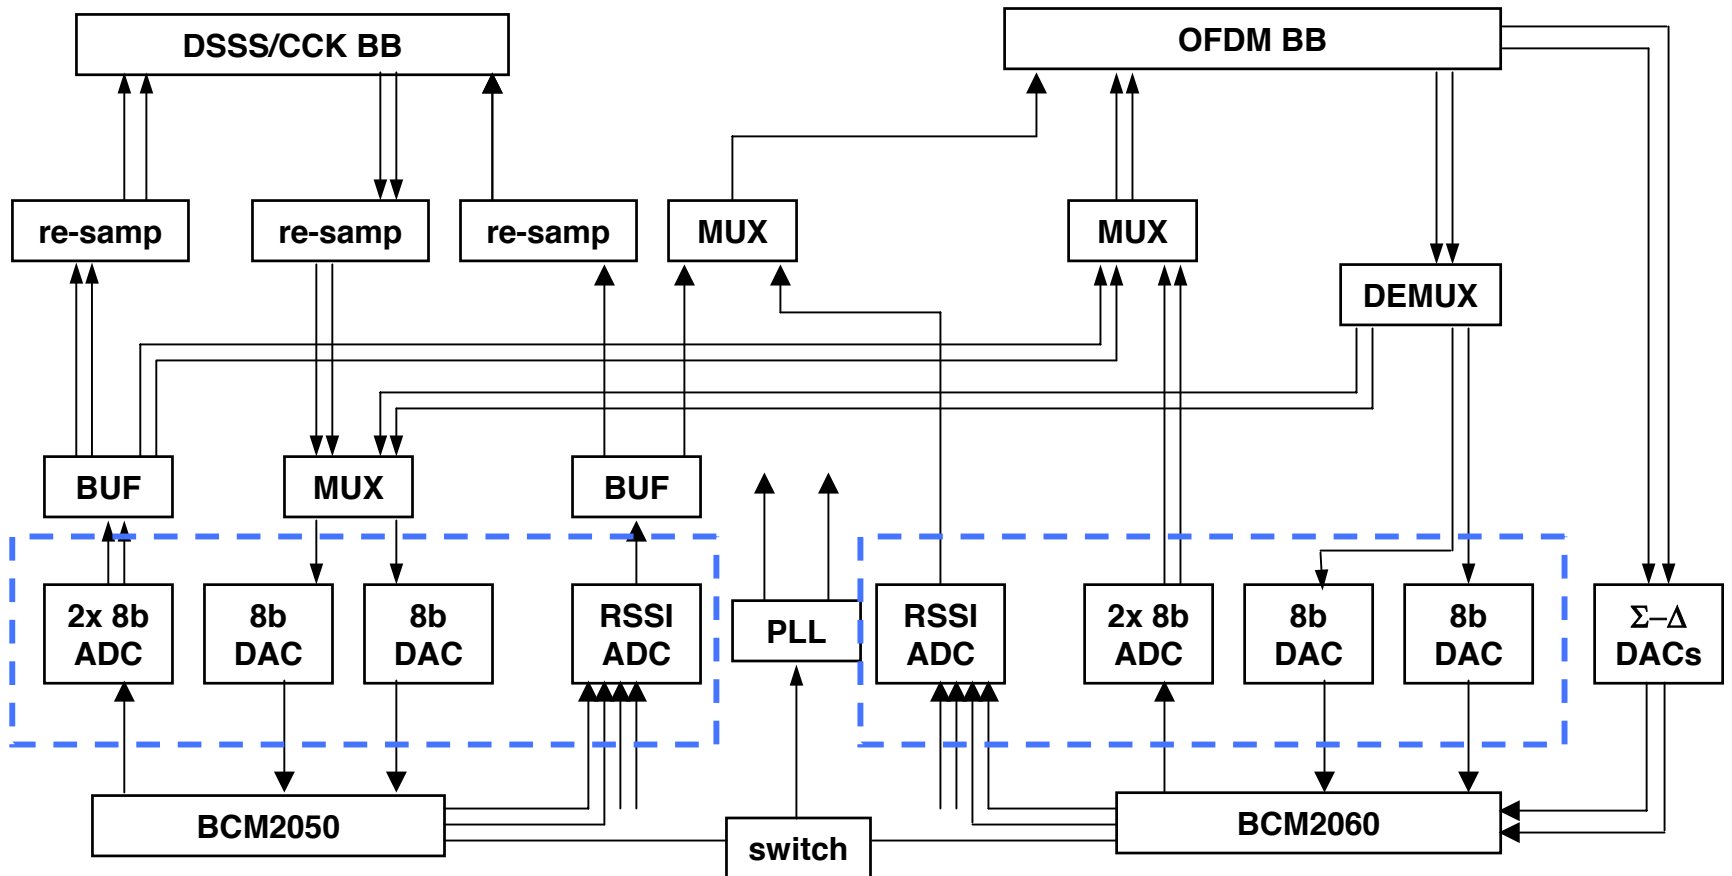 DSSS/CCK BB
OFDM BB
re-samp
re-samp
re-samp
MUX
MUX
DEMUX
BUF
MUX
BUF
2x 8b
ADC
8b
DAC
8b
DAC
RSSI
ADC
PLL
RSSI
ADC
2x 8b
ADC
8b
DAC
8b
DAC
Σ–Δ
DACs
BCM2050
switch
BCM2060